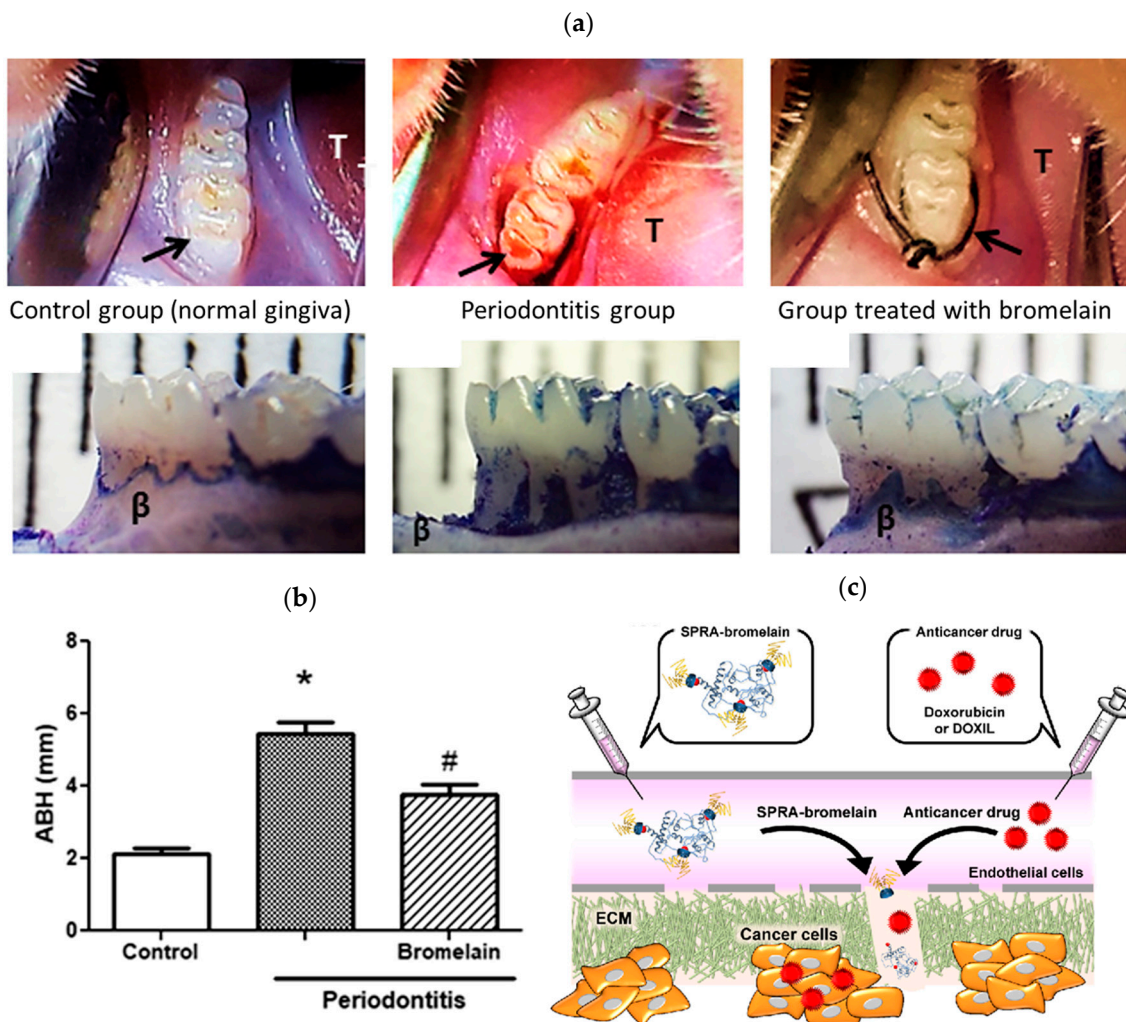 (a)
T
T
T
T
Control group (normal gingiva)
Periodontitis group
Group treated with bromelain
β
β
β
(b)
ABH (mm)
8
6
4
2
0
*
#
Control
Bromelain
Periodontitis
(c)
SPRA-bromelain
Anticancer drug
Doxorubicin
or DOXIL
SPRA-bromelain
Anticancer drug
Endothelial cells
ECM
Cancer cells